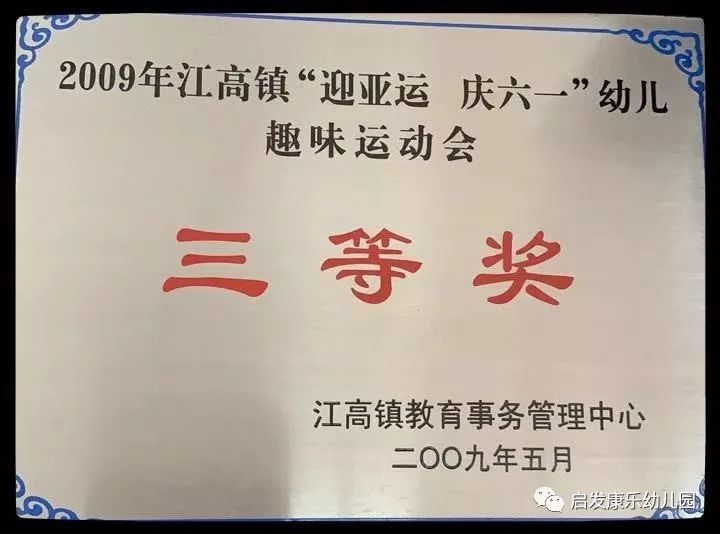 2009年江高镇“迎亚运 庆六一”幼儿
趣味运动会
三等奖
江高镇教育事务管理中心
二〇〇九年五月
启发康乐幼儿园